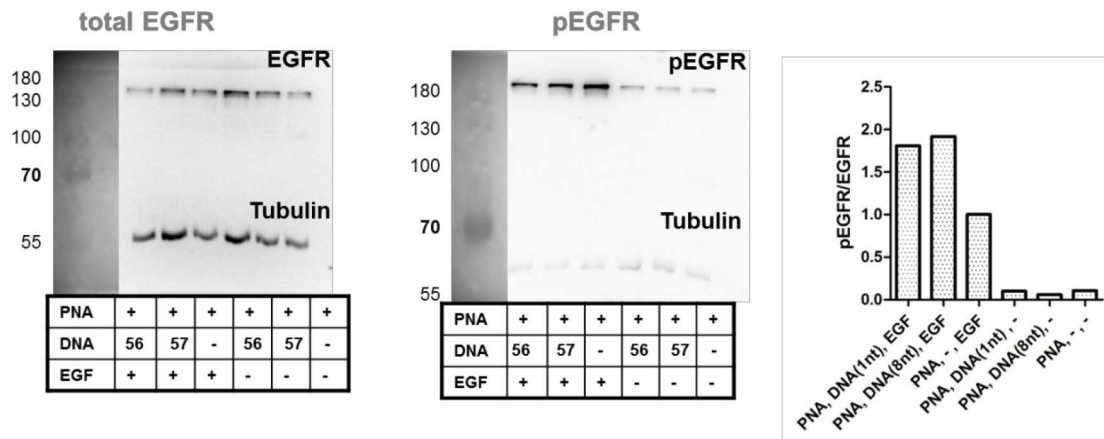 total EGFR
EGFR
180
130
100
70
55
Tubulin
PNA + + + + + +
DNA 56 57 - 56 57 -
EGF + + + - - -
pEGFR
pEGFR
180
130
100
70
55
Tubulin
PNA + + + + + +
DNA 56 57 - 56 57 -
EGF + + + - - -
pEGFR/EGFR
2.5
2.0
1.5
1.0
0.5
0.0
PNA, DNA(1nt), EGF
PNA, DNA(8nt), EGF
PNA, - , EGF
PNA, DNA(1nt) , -
PNA, DNA(8nt), -
PNA, - , -